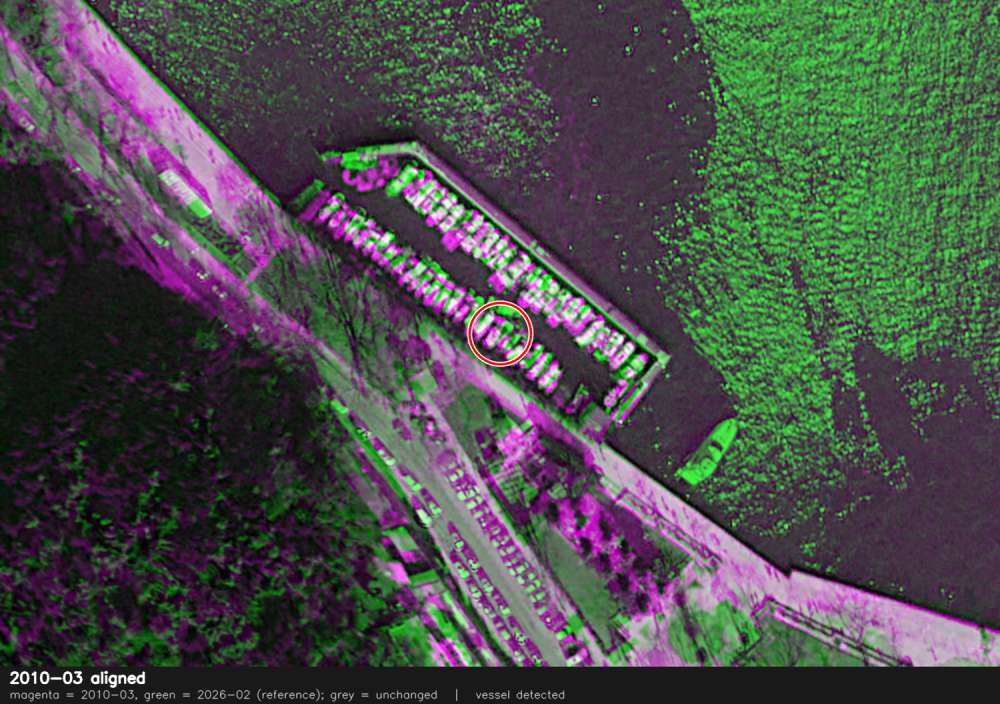 2010-03 aligned
magenta = 2010-03, green = 2026-02 (reference); grey = unchanged | vessel detected